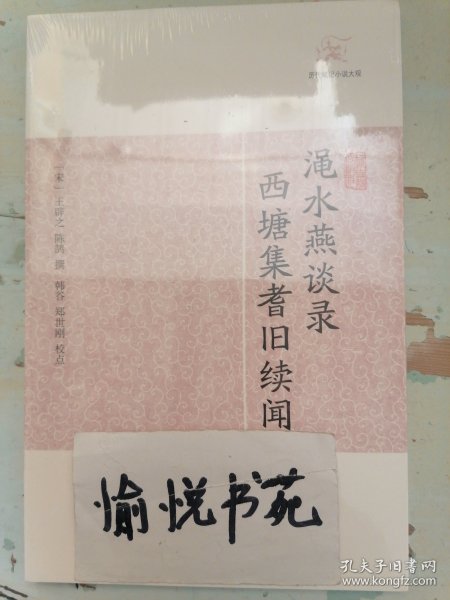 历代笔记小说大观
渑水燕谈录
西塘集耆旧续闻
［宋］王辟之 陈鹄 撰 韩谷 郑世刚 校点
愉悦书苑
孔夫子旧书网
www.kongfz.com